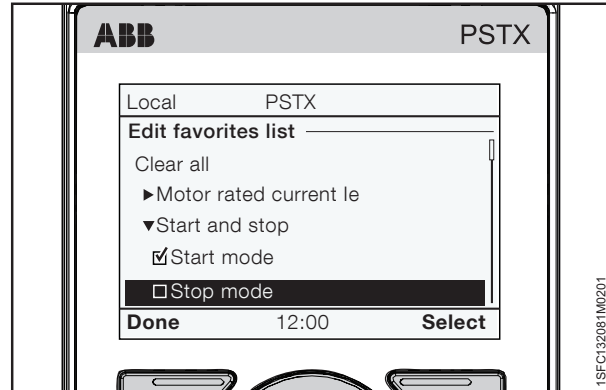 ABB PSTX
Local PSTX
Edit favorites list
Clear all
▶Motor rated current Ie
▼Start and stop
☑Start mode
☐Stop mode
Done 12:00 Select
1SFC132081M0201